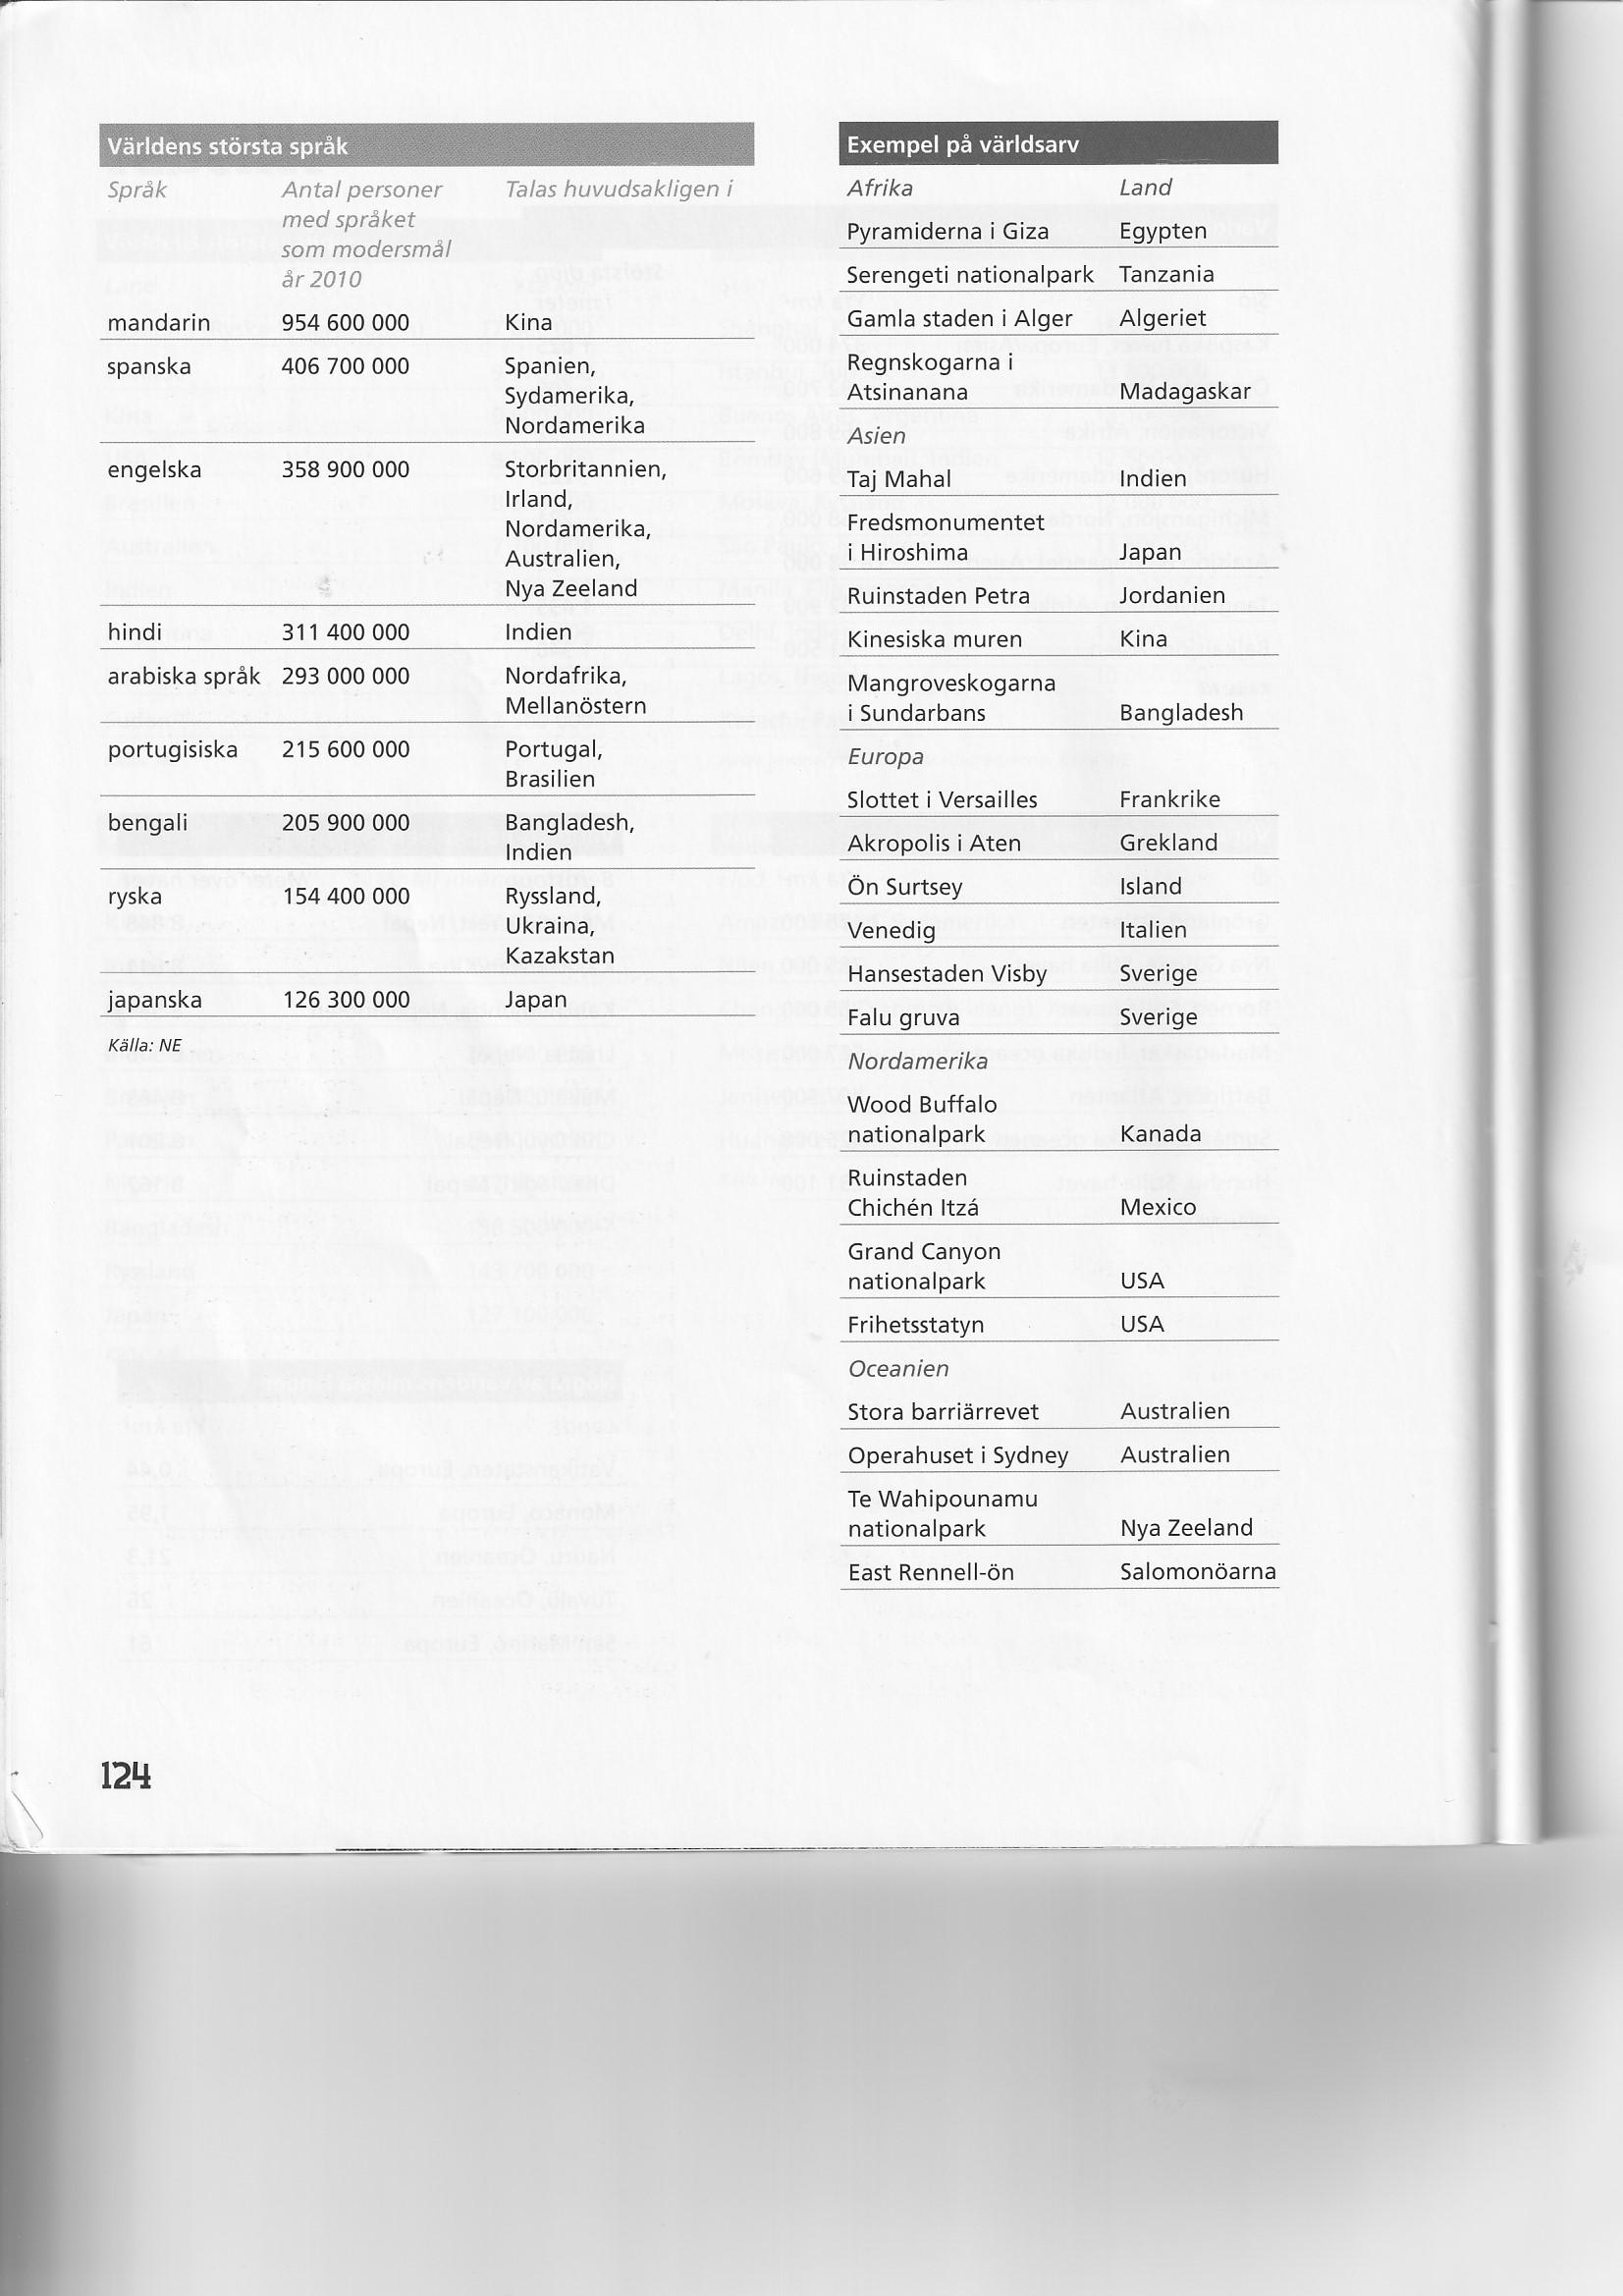 Världens största språk
Språk Antal personer Talas huvudsakligen i
med språket
som modersmål
år 2010
mandarin 954 600 000 Kina
spanska 406 700 000 Spanien,
Sydamerika,
Nordamerika
engelska 358 900 000 Storbritannien,
Irland,
Nordamerika,
Australien,
Nya Zeeland
hindi 311 400 000 Indien
arabiska språk 293 000 000 Nordafrika,
Mellanöstern
portugisiska 215 600 000 Portugal,
Brasilien
bengali 205 900 000 Bangladesh,
Indien
ryska 154 400 000 Ryssland,
Ukraina,
Kazakstan
japanska 126 300 000 Japan
Källa: NE
Exempel på världsarv
Afrika Land
Pyramiderna i Giza Egypten
Serengeti nationalpark Tanzania
Gamla staden i Alger Algeriet
Regnskogarna i
Atsinanana Madagaskar
Asien
Taj Mahal Indien
Fredsmonumentet
i Hiroshima Japan
Ruinstaden Petra Jordanien
Kinesiska muren Kina
Mangroveskogarna
i Sundarbans Bangladesh
Europa
Slottet i Versailles Frankrike
Akropolis i Aten Grekland
Ön Surtsey Island
Venedig Italien
Hansestaden Visby Sverige
Falu gruva Sverige
Nordamerika
Wood Buffalo
nationalpark Kanada
Ruinstaden
Chichén Itzá Mexico
Grand Canyon
nationalpark USA
Frihetsstatyn USA
Oceanien
Stora barriärrevet Australien
Operahuset i Sydney Australien
Te Wahipounamu
nationalpark Nya Zeeland
East Rennell-ön Salomonöarna
124